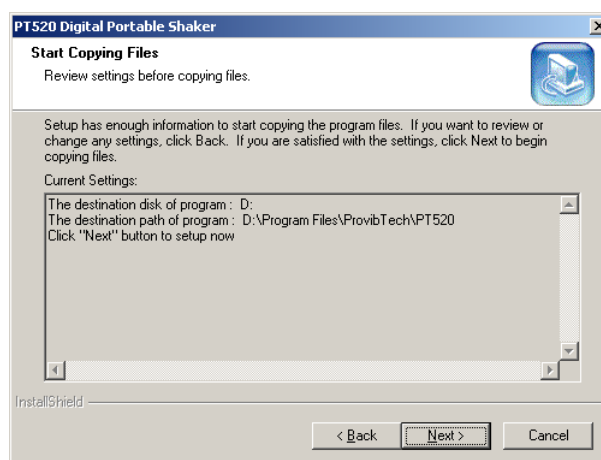 PT520 Digital Portable Shaker
Start Copying Files
Review settings before copying files.
Setup has enough information to start copying the program files. If you want to review or
change any settings, click Back. If you are satisfied with the settings, click Next to begin
copying files.
Current Settings:
The destination disk of program : D:
The destination path of program : D:\Program Files\ProvibTech\PT520
Click "Next" button to setup now
InstallShield
< Back Next > Cancel